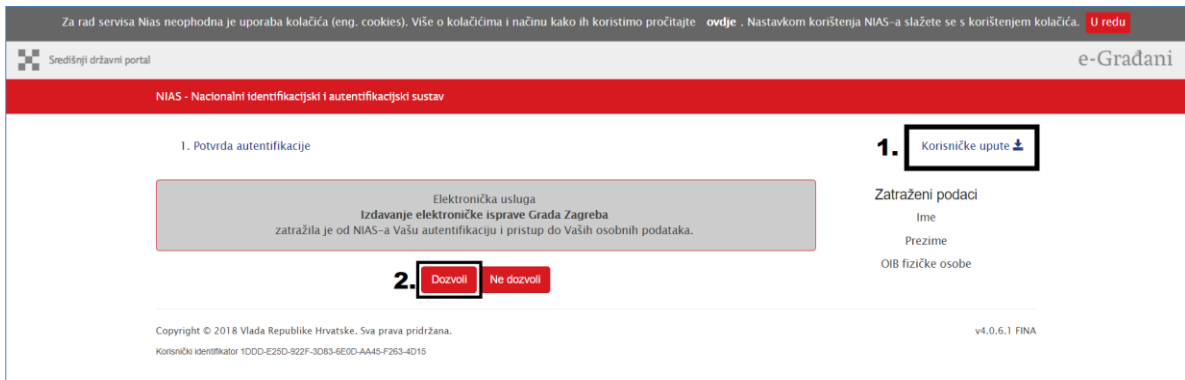 Za rad servisa Nias neophodna je uporaba kolačića (eng. cookies). Više o kolačićima i načinu kako ih koristimo pročitajte ovdje . Nastavkom korištenja NIAS-a slažete se s korištenjem kolačića. U redu
Središnji državni portal
e-Građani
NIAS - Nacionalni identifikacijski i autentifikacijski sustav
1. Potvrda autentifikacije
1. Korisničke upute
Elektronička usluga
Izdavanje elektroničke isprave Grada Zagreba
zatražila je od NIAS-a Vašu autentifikaciju i pristup do Vaših osobnih podataka.
Zatraženi podaci
Ime
Prezime
OIB fizičke osobe
2. Dozvoli Ne dozvoli
Copyright © 2018 Vlada Republike Hrvatske. Sva prava pridržana.
v4.0.6.1 FINA
Korisnički identifikator 1DDD-E25D-922F-3D83-6E0D-AA45-F263-4D15